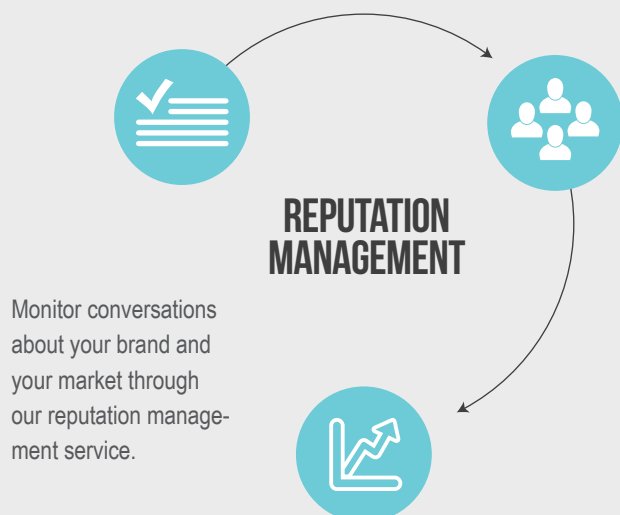 REPUTATION
MANAGEMENT
Monitor conversations
about your brand and
your market through
our reputation manage-
ment service.